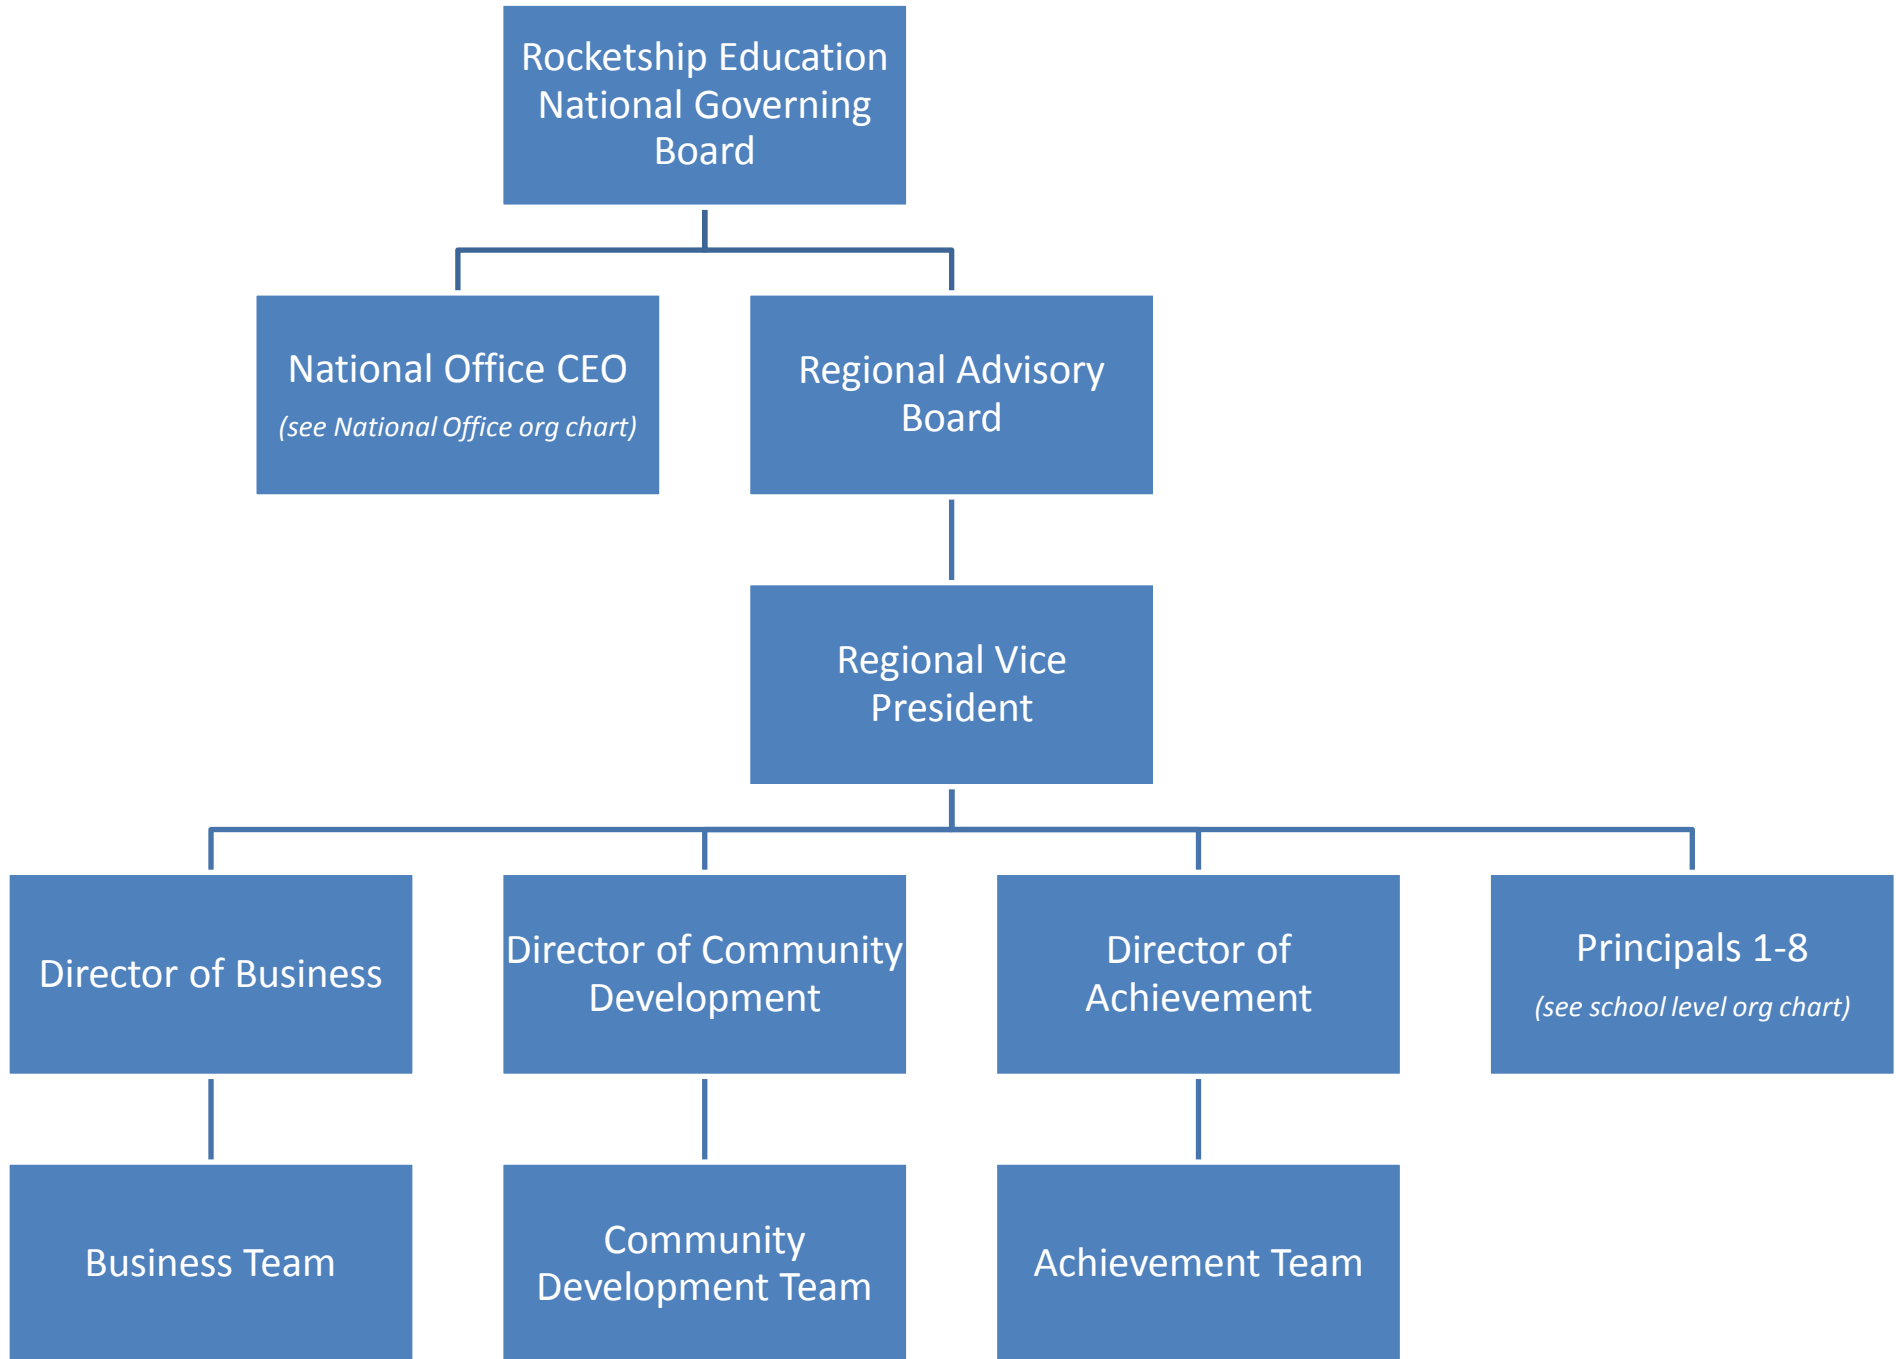 Rocketship Education
National Governing
Board
National Office CEO
(see National Office org chart)
Regional Advisory
Board
Regional Vice
President
Director of Business
Director of Community
Development
Director of
Achievement
Principals 1-8
(see school level org chart)
Business Team
Community
Development Team
Achievement Team